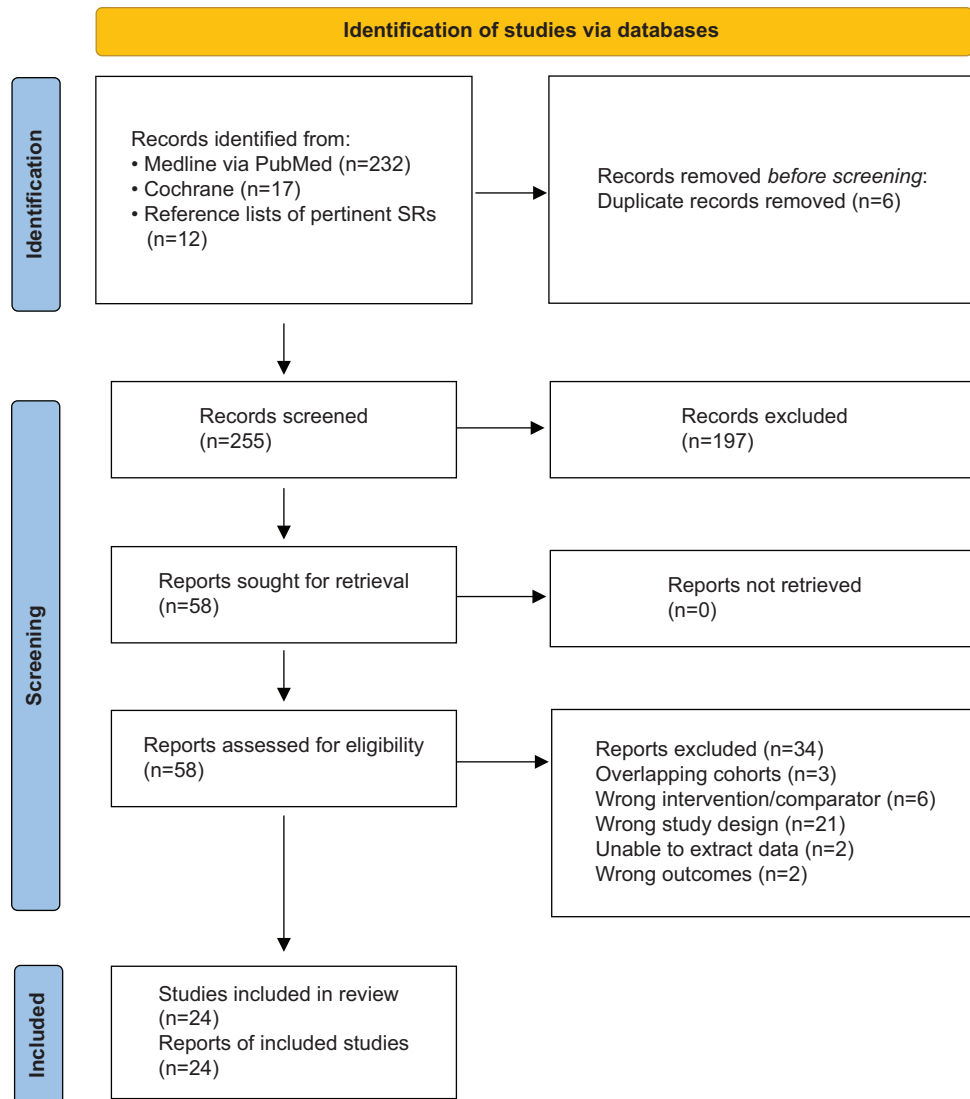 Identification of studies via databases
Identification
Records identified from:
• Medline via PubMed (n=232)
• Cochrane (n=17)
• Reference lists of pertinent SRs
(n=12)
Records removed before screening:
Duplicate records removed (n=6)
Screening
Records screened
(n=255)
Records excluded
(n=197)
Reports sought for retrieval
(n=58)
Reports not retrieved
(n=0)
Reports assessed for eligibility
(n=58)
Reports excluded (n=34)
Overlapping cohorts (n=3)
Wrong intervention/comparator (n=6)
Wrong study design (n=21)
Unable to extract data (n=2)
Wrong outcomes (n=2)
Included
Studies included in review
(n=24)
Reports of included studies
(n=24)